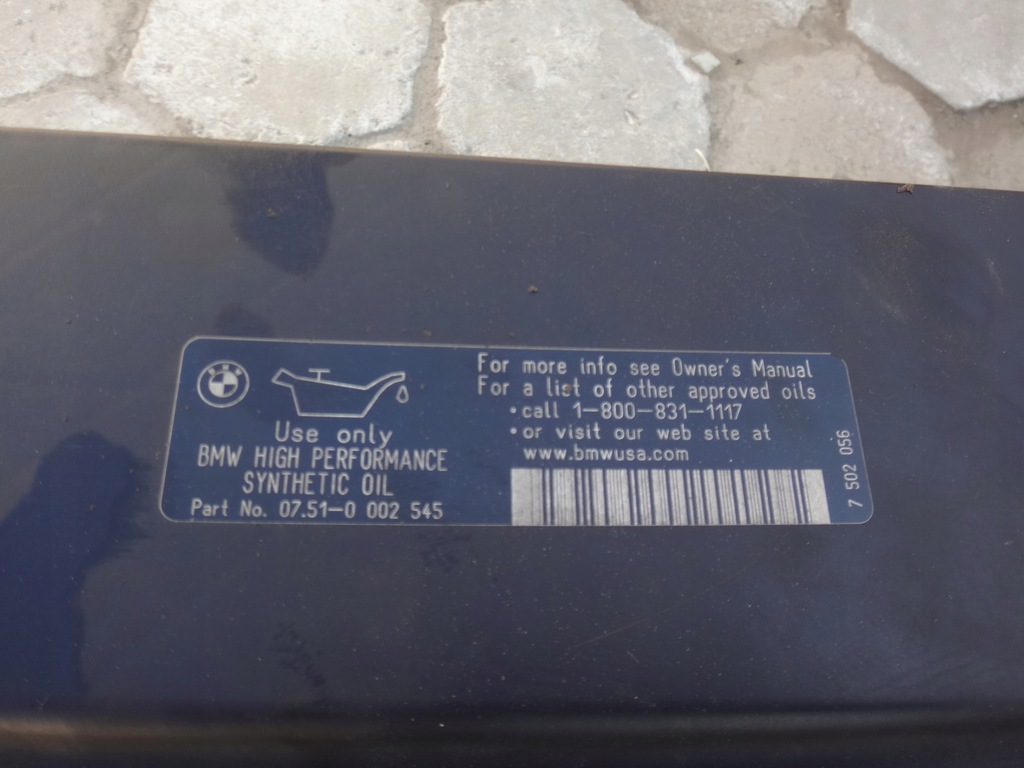 BMW
Use only
BMW HIGH PERFORMANCE
SYNTHETIC OIL
Part No. 07.51-0 002 545
For more info see Owner's Manual
For a list of other approved oils
•call 1-800-831-1117
•or visit our web site at
www.bmwusa.com
7 502 056